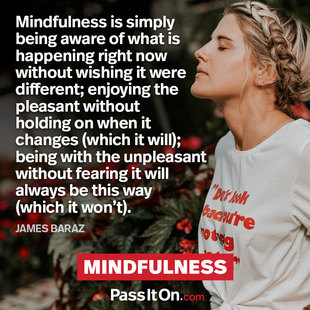 Mindfulness is simply
being aware of what is
happening right now
without wishing it were
different; enjoying the
pleasant without
holding on when it
changes (which it will);
being with the unpleasant
without fearing it will
always be this way
(which it won’t).
JAMES BARAZ
MINDFULNESS
PassItOn.com